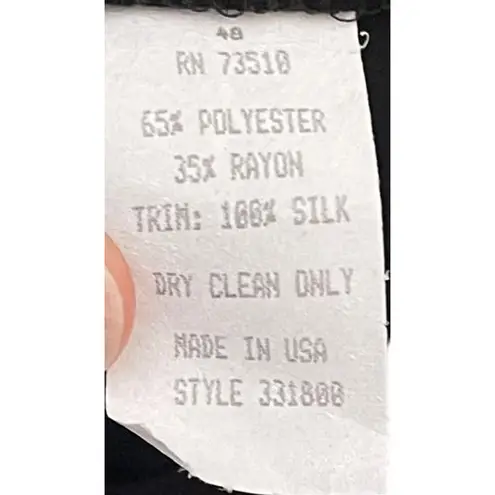 48
RN 73510
65% POLYESTER
35% RAYON
TRIM: 100% SILK
DRY CLEAN ONLY
MADE IN USA
STYLE 331800